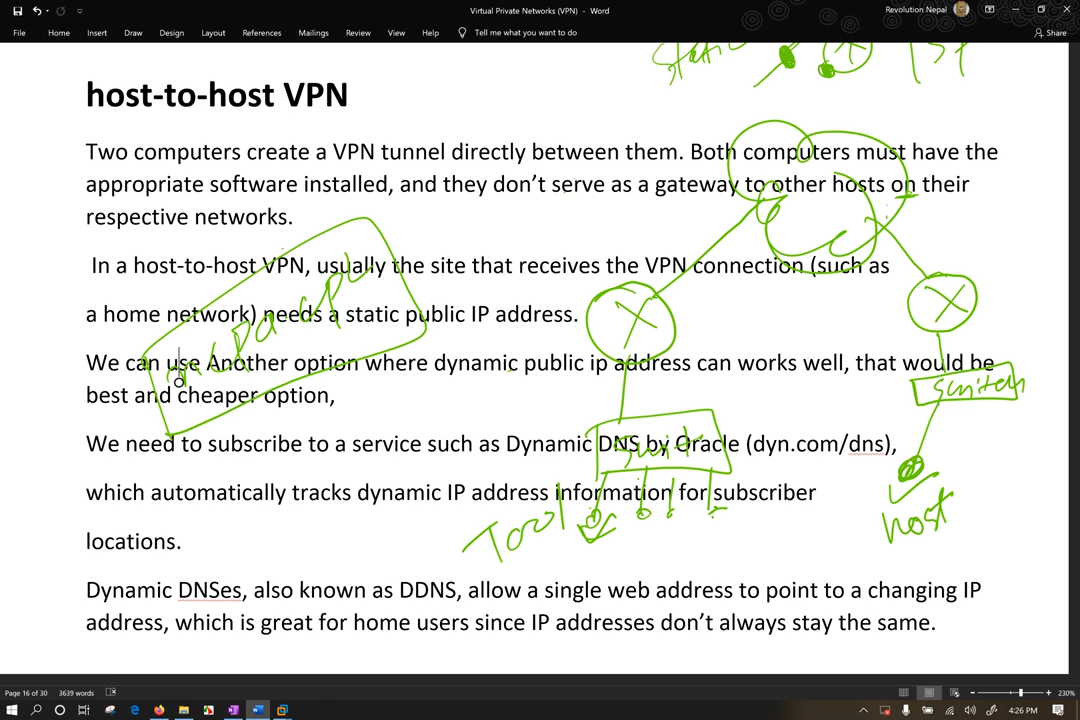 Virtual Private Networks (VPN) - Word
Revolution Nepal
File Home Insert Draw Design Layout References Mailings Review View Help Tell me what you want to do
Share
static
host-to-host VPN
Two computers create a VPN tunnel directly between them. Both computers must have the
appropriate software installed, and they don't serve as a gateway to other hosts on their
respective networks.
In a host-to-host VPN, usually the site that receives the VPN connection (such as
a home network) needs a static public IP address.
X X
We can use Another option where dynamic public ip address can works well, that would be
best and cheaper option,
switch
We need to subscribe to a service such as Dynamic DNS by Oracle (dyn.com/dns),
which automatically tracks dynamic IP address information for subscriber
host
locations.
Dynamic DNSes, also known as DDNS, allow a single web address to point to a changing IP
address, which is great for home users since IP addresses don't always stay the same.
Page 16 of 30 3639 words
230%
4:26 PM